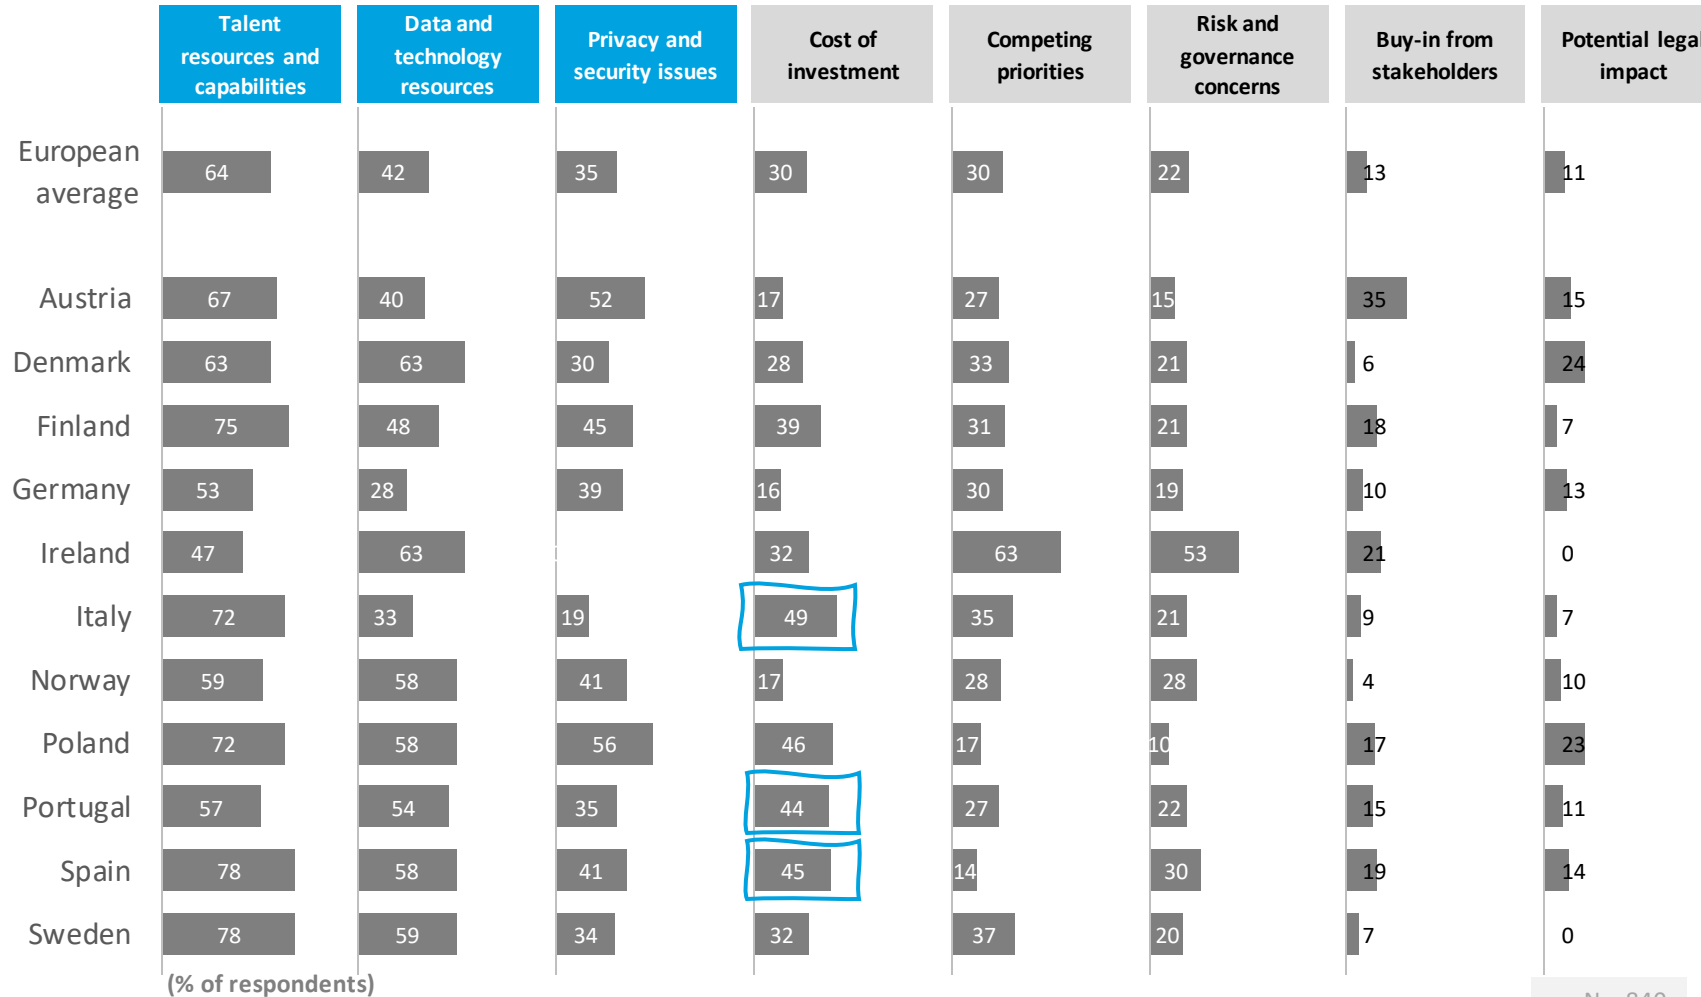 Talent
resources and
capabilities
Data and
technology
resources
Privacy and
security issues
Cost of
investment
Competing
priorities
Risk and
governance
concerns
Buy-in from
stakeholders
Potential legal
impact
European
average
64 42 35 30 30 22 13 11
Austria 67 40 52 17 27 15 35 15
Denmark 63 63 30 28 33 21 6 24
Finland 75 48 45 39 31 21 18 7
Germany 53 28 39 16 30 19 10 13
Ireland 47 63 32 63 53 21 0
Italy 72 33 19 49 35 21 9 7
Norway 59 58 41 17 28 28 4 10
Poland 72 58 56 46 17 10 17 23
Portugal 57 54 35 44 27 22 15 11
Spain 78 58 41 45 14 30 19 14
Sweden 78 59 34 32 37 20 7 0
(% of respondents)